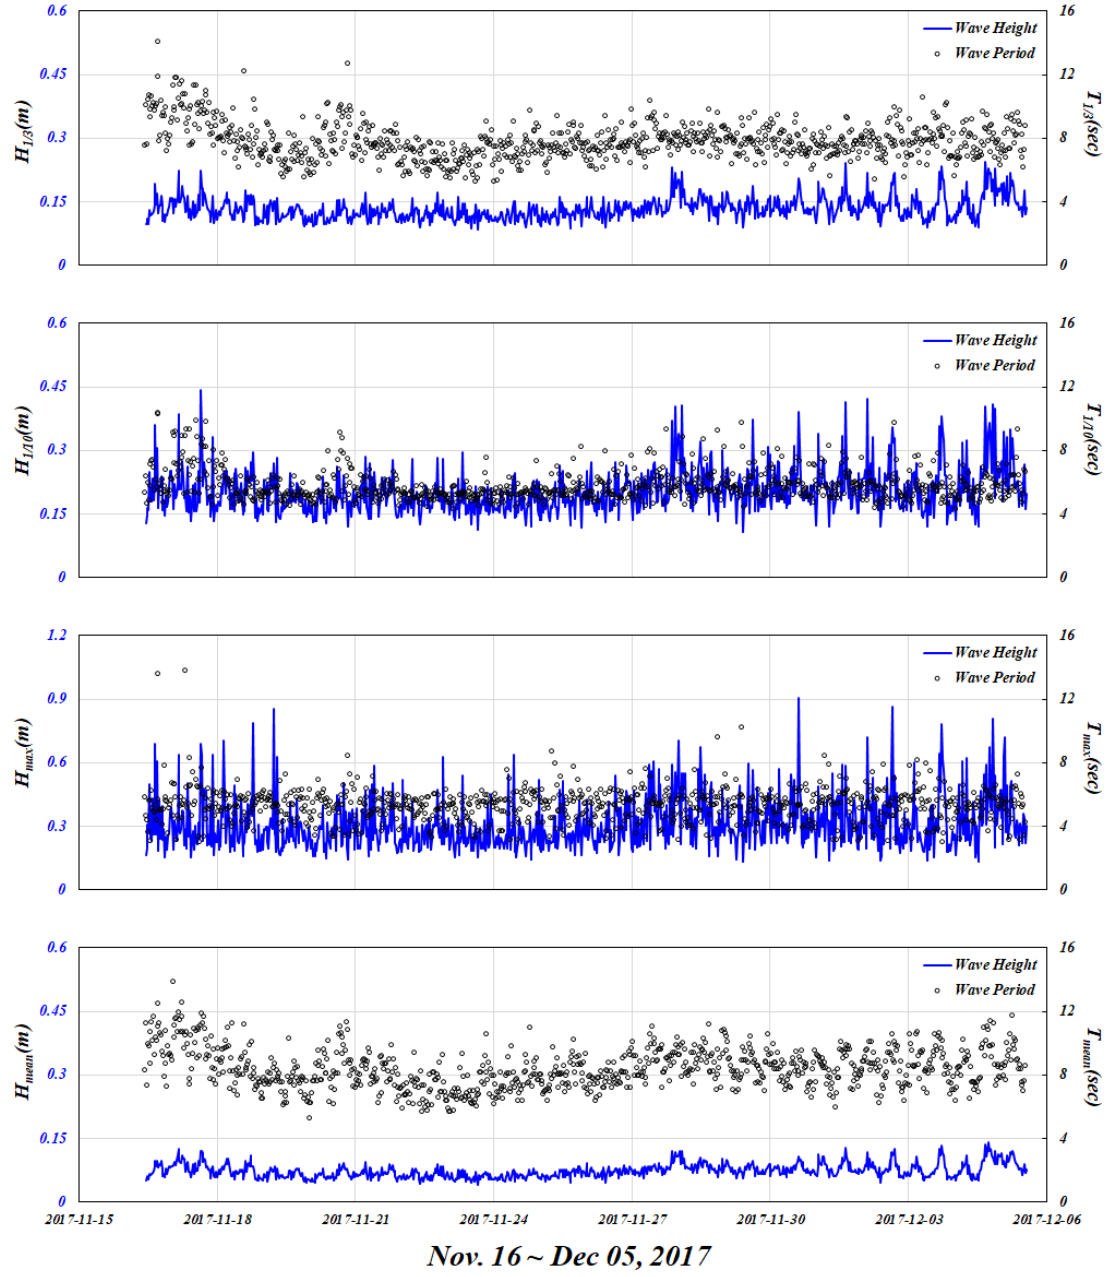 0.6
16
Wave Height
Wave Period
0.45
12
H1/3(m)
T1/3(sec)
0.3
8
0.15
4
0
0
0.6
16
Wave Height
Wave Period
0.45
12
H1/10(m)
T1/10(sec)
0.3
8
0.15
4
0
0
1.2
16
Wave Height
Wave Period
0.9
12
Hmax(m)
Tmax(sec)
0.6
8
0.3
4
0
0
0.6
16
Wave Height
Wave Period
0.45
12
Hmean(m)
Tmean(sec)
0.3
8
0.15
4
0
0
2017-11-15 2017-11-18 2017-11-21 2017-11-24 2017-11-27 2017-11-30 2017-12-03 2017-12-06
Nov. 16 ~ Dec 05, 2017